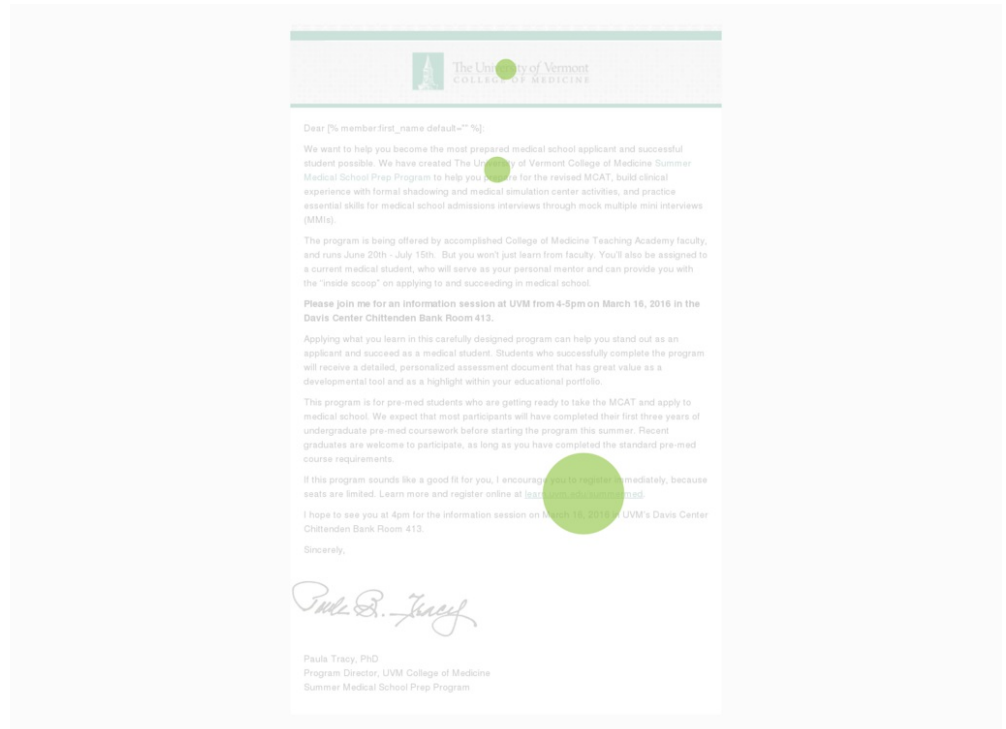 The University of Vermont
COLLEGE OF MEDICINE
Dear [% member:first_name default="" %]:
We want to help you become the most prepared medical school applicant and successful
student possible. We have created The University of Vermont College of Medicine Summer
Medical School Prep Program to help you prepare for the revised MCAT, build clinical
experience with formal shadowing and medical simulation center activities, and practice
essential skills for medical school admissions interviews through mock multiple mini interviews
(MMIs).
The program is being offered by accomplished College of Medicine Teaching Academy faculty,
and runs June 20th - July 15th. But you won't just learn from faculty. You'll also be assigned to
a current medical student, who will serve as your personal mentor and can provide you with
the "inside scoop" on applying to and succeeding in medical school.
Please join me for an information session at UVM from 4-5pm on March 16, 2016 in the
Davis Center Chittenden Bank Room 413.
Applying what you learn in this carefully designed program can help you stand out as an
applicant and succeed as a medical student. Students who successfully complete the program
will receive a detailed, personalized assessment document that has great value as a
developmental tool and as a highlight within your educational portfolio.
This program is for pre-med students who are getting ready to take the MCAT and apply to
medical school. We expect that most participants will have completed their first three years of
undergraduate pre-med coursework before starting the program this summer. Recent
graduates are welcome to participate, as long as you have completed the standard pre-med
course requirements.
If this program sounds like a good fit for you, I encourage you to register immediately, because
seats are limited. Learn more and register online at
I hope to see you at 4pm for the information session on March 16, 2016 in UVM's Davis Center
Chittenden Bank Room 413.
Sincerely,
Paula B. Tracy
Paula Tracy, PhD
Program Director, UVM College of Medicine
Summer Medical School Prep Program